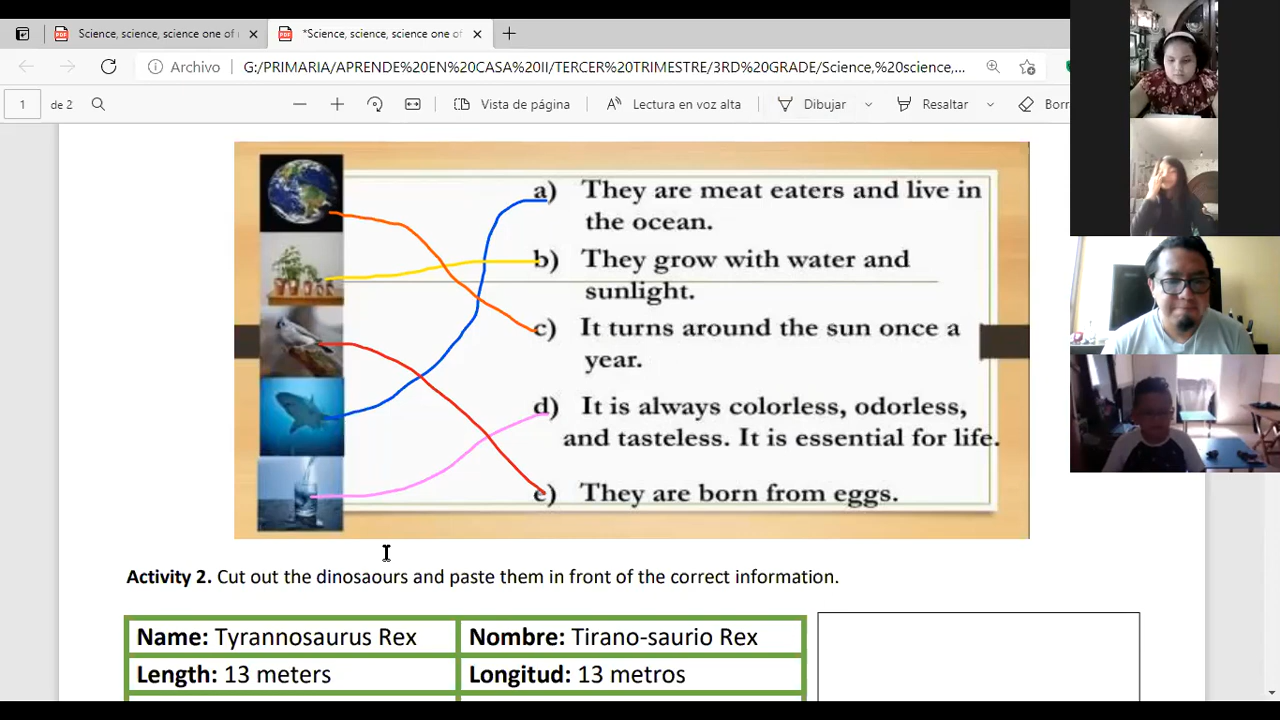 Science, science, science one of
*Science, science, science one of
Archivo
G:/PRIMARIA/APRENDE%20EN%20CASA%20II/TERCER%20TRIMESTRE/3RD%20GRADE/Science,%20science,...
1
de 2
Vista de página
Lectura en voz alta
Dibujar
Resaltar
Borr
a) They are meat eaters and live in
the ocean.
b) They grow with water and
sunlight.
c) It turns around the sun once a
year.
d) It is always colorless, odorless,
and tasteless. It is essential for life.
e) They are born from eggs.
Activity 2. Cut out the dinosaours and paste them in front of the correct information.
Name: Tyrannosaurus Rex
Nombre: Tirano-saurio Rex
Length: 13 meters
Longitud: 13 metros